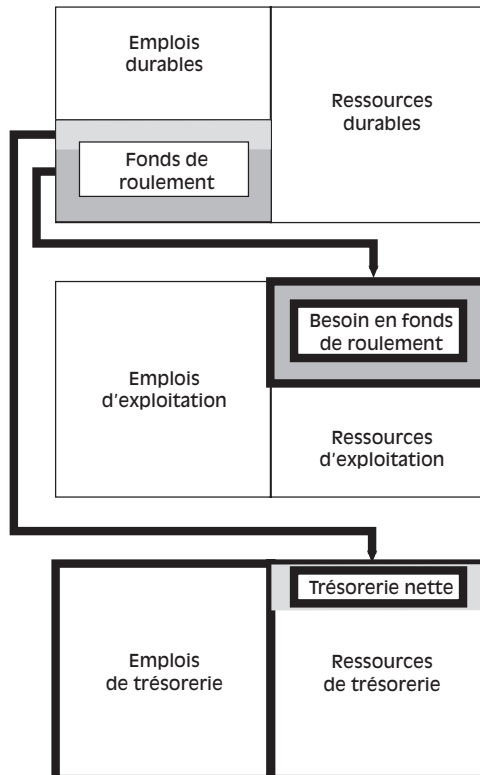 Emplois
durables
Ressources
durables
Fonds de
roulement
Besoin en fonds
de roulement
Emplois
d'exploitation
Ressources
d'exploitation
Trésorerie nette
Emplois
de trésorerie
Ressources
de trésorerie